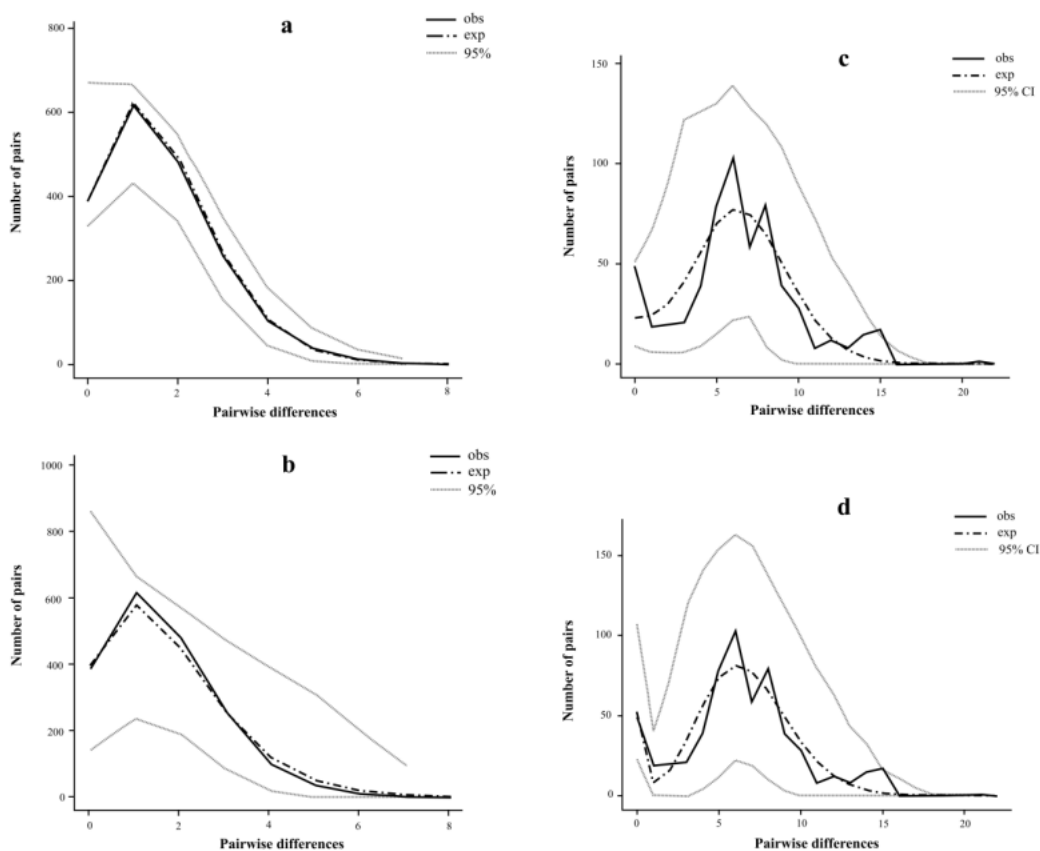 a
obs
exp
95%
800
600
400
200
0
Number of pairs
0 2 4 6 8
Pairwise differences
c
obs
exp
95% CI
150
100
50
0
Number of pairs
0 5 10 15 20
Pairwise differences
b
obs
exp
95%
1000
800
600
400
200
0
Number of pairs
0 2 4 6 8
Pairwise differences
d
obs
exp
95% CI
150
100
50
0
Number of pairs
0 5 10 15 20
Pairwise differences